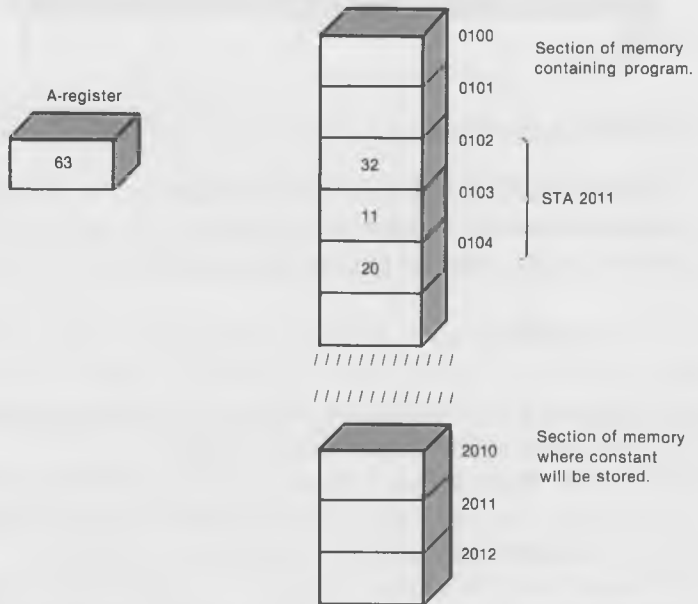 0100
Section of memory
containing program.
0101
A-register
0102
63
32
0103
STA 2011
11
0104
20
/ / / / / / / / / / / /
/ / / / / / / / / / / /
2010
Section of memory
where constant
will be stored.
2011
2012